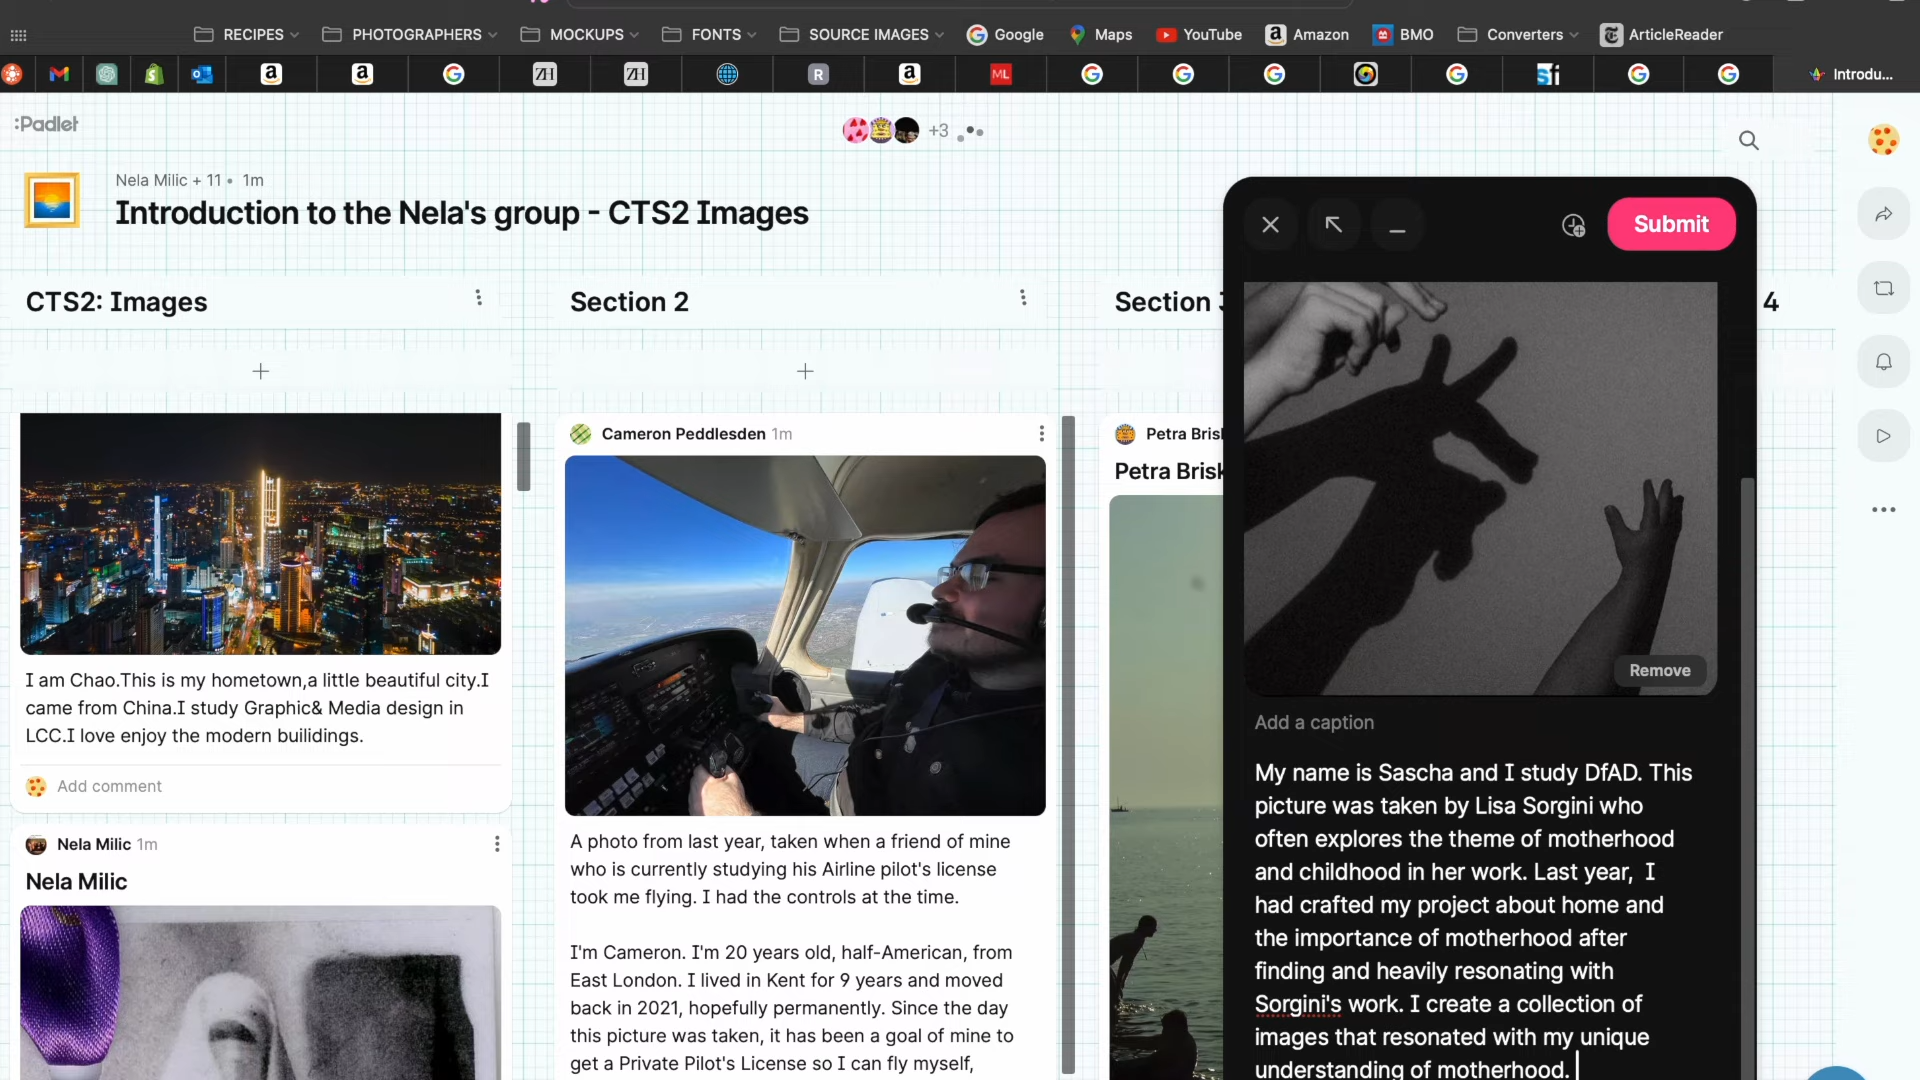 RECIPES
PHOTOGRAPHERS
MOCKUPS
FONTS
SOURCE IMAGES
Google
Maps
YouTube
Amazon
BMO
Converters
ArticleReader
a
a
ZH
ZH
R
a
ML
Si
Introdu...
:Padlet
+3
Nela Milic + 11 • 1m
Introduction to the Nela's group - CTS2 Images
CTS2: Images
I am Chao.This is my hometown,a little beautiful city.I
came from China.I study Graphic& Media design in
LCC.I love enjoy the modern builidings.
Add comment
Nela Milic 1m
Nela Milic
Section 2
Cameron Peddlesden 1m
A photo from last year, taken when a friend of mine
who is currently studying his Airline pilot's license
took me flying. I had the controls at the time.
I'm Cameron. I'm 20 years old, half-American, from
East London. I lived in Kent for 9 years and moved
back in 2021, hopefully permanently. Since the day
this picture was taken, it has been a goal of mine to
get a Private Pilot's License so I can fly myself,
Section
Petra
Petra
4
Submit
Remove
Add a caption
My name is Sascha and I study DfAD. This
picture was taken by Lisa Sorgini who
often explores the theme of motherhood
and childhood in her work. Last year, I
had crafted my project about home and
the importance of motherhood after
finding and heavily resonating with
Sorgini's work. I create a collection of
images that resonated with my unique
understanding of motherhood.